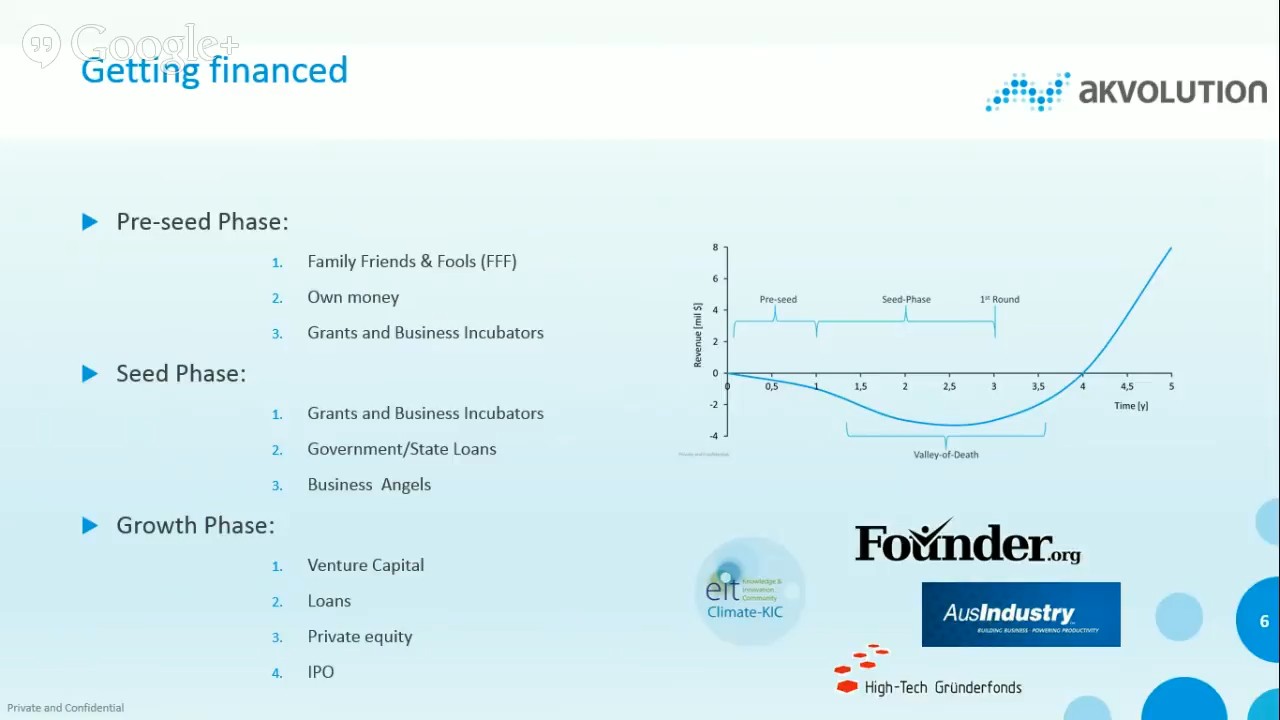 Google+
Getting financed
AKVOLUTION
Pre-seed Phase:
1. Family Friends & Fools (FFF)
2. Own money
3. Grants and Business Incubators
Seed Phase:
1. Grants and Business Incubators
2. Government/State Loans
3. Business Angels
Growth Phase:
1. Venture Capital
2. Loans
3. Private equity
4. IPO
Revenue [mil $]
8
6
4
2
0
-2
-4
Pre-seed
Seed-Phase
1st Round
0 0,5 1 1,5 2 2,5 3 3,5 4 4,5 5
Time [y]
Valley-of-Death
Private and Confidential
Founder.org
eit Knowledge &
Innovation
Community
Climate-KIC
AusIndustry
BUILDING BUSINESS · POWERING PRODUCTIVITY
High-Tech Gründerfonds
6
Private and Confidential